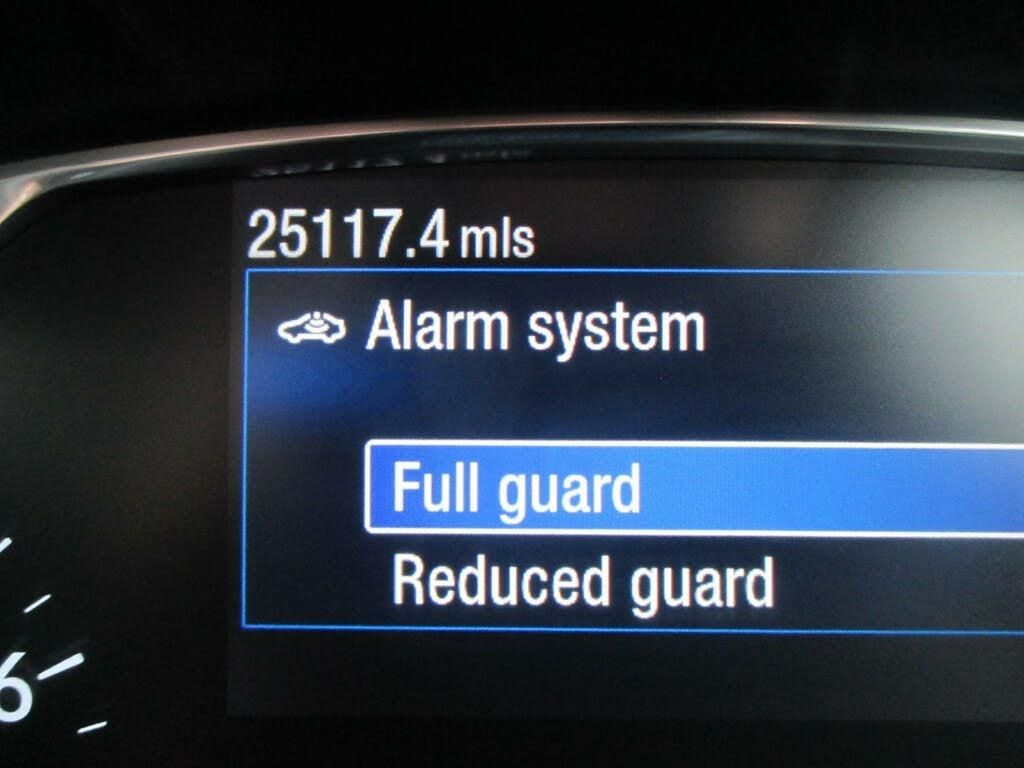 25117.4 mls
Alarm system
Full guard
Reduced guard
6